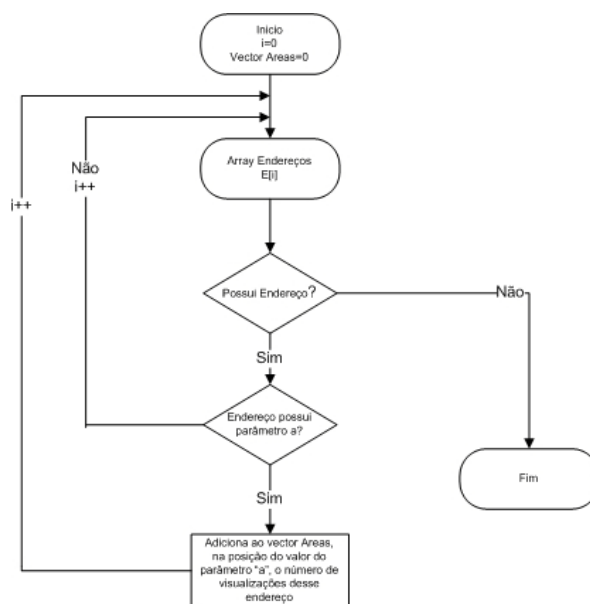 Inicio
i=0
Vector Areas=0
Array Endereços
E[i]
Não
i++
i++
Possui Endereço?
Não
Sim
Endereço possui
parâmetro a?
Sim
Fim
Adiciona ao vector Areas,
na posição do valor do
parâmetro "a", o número de
visualizações desse
endereço